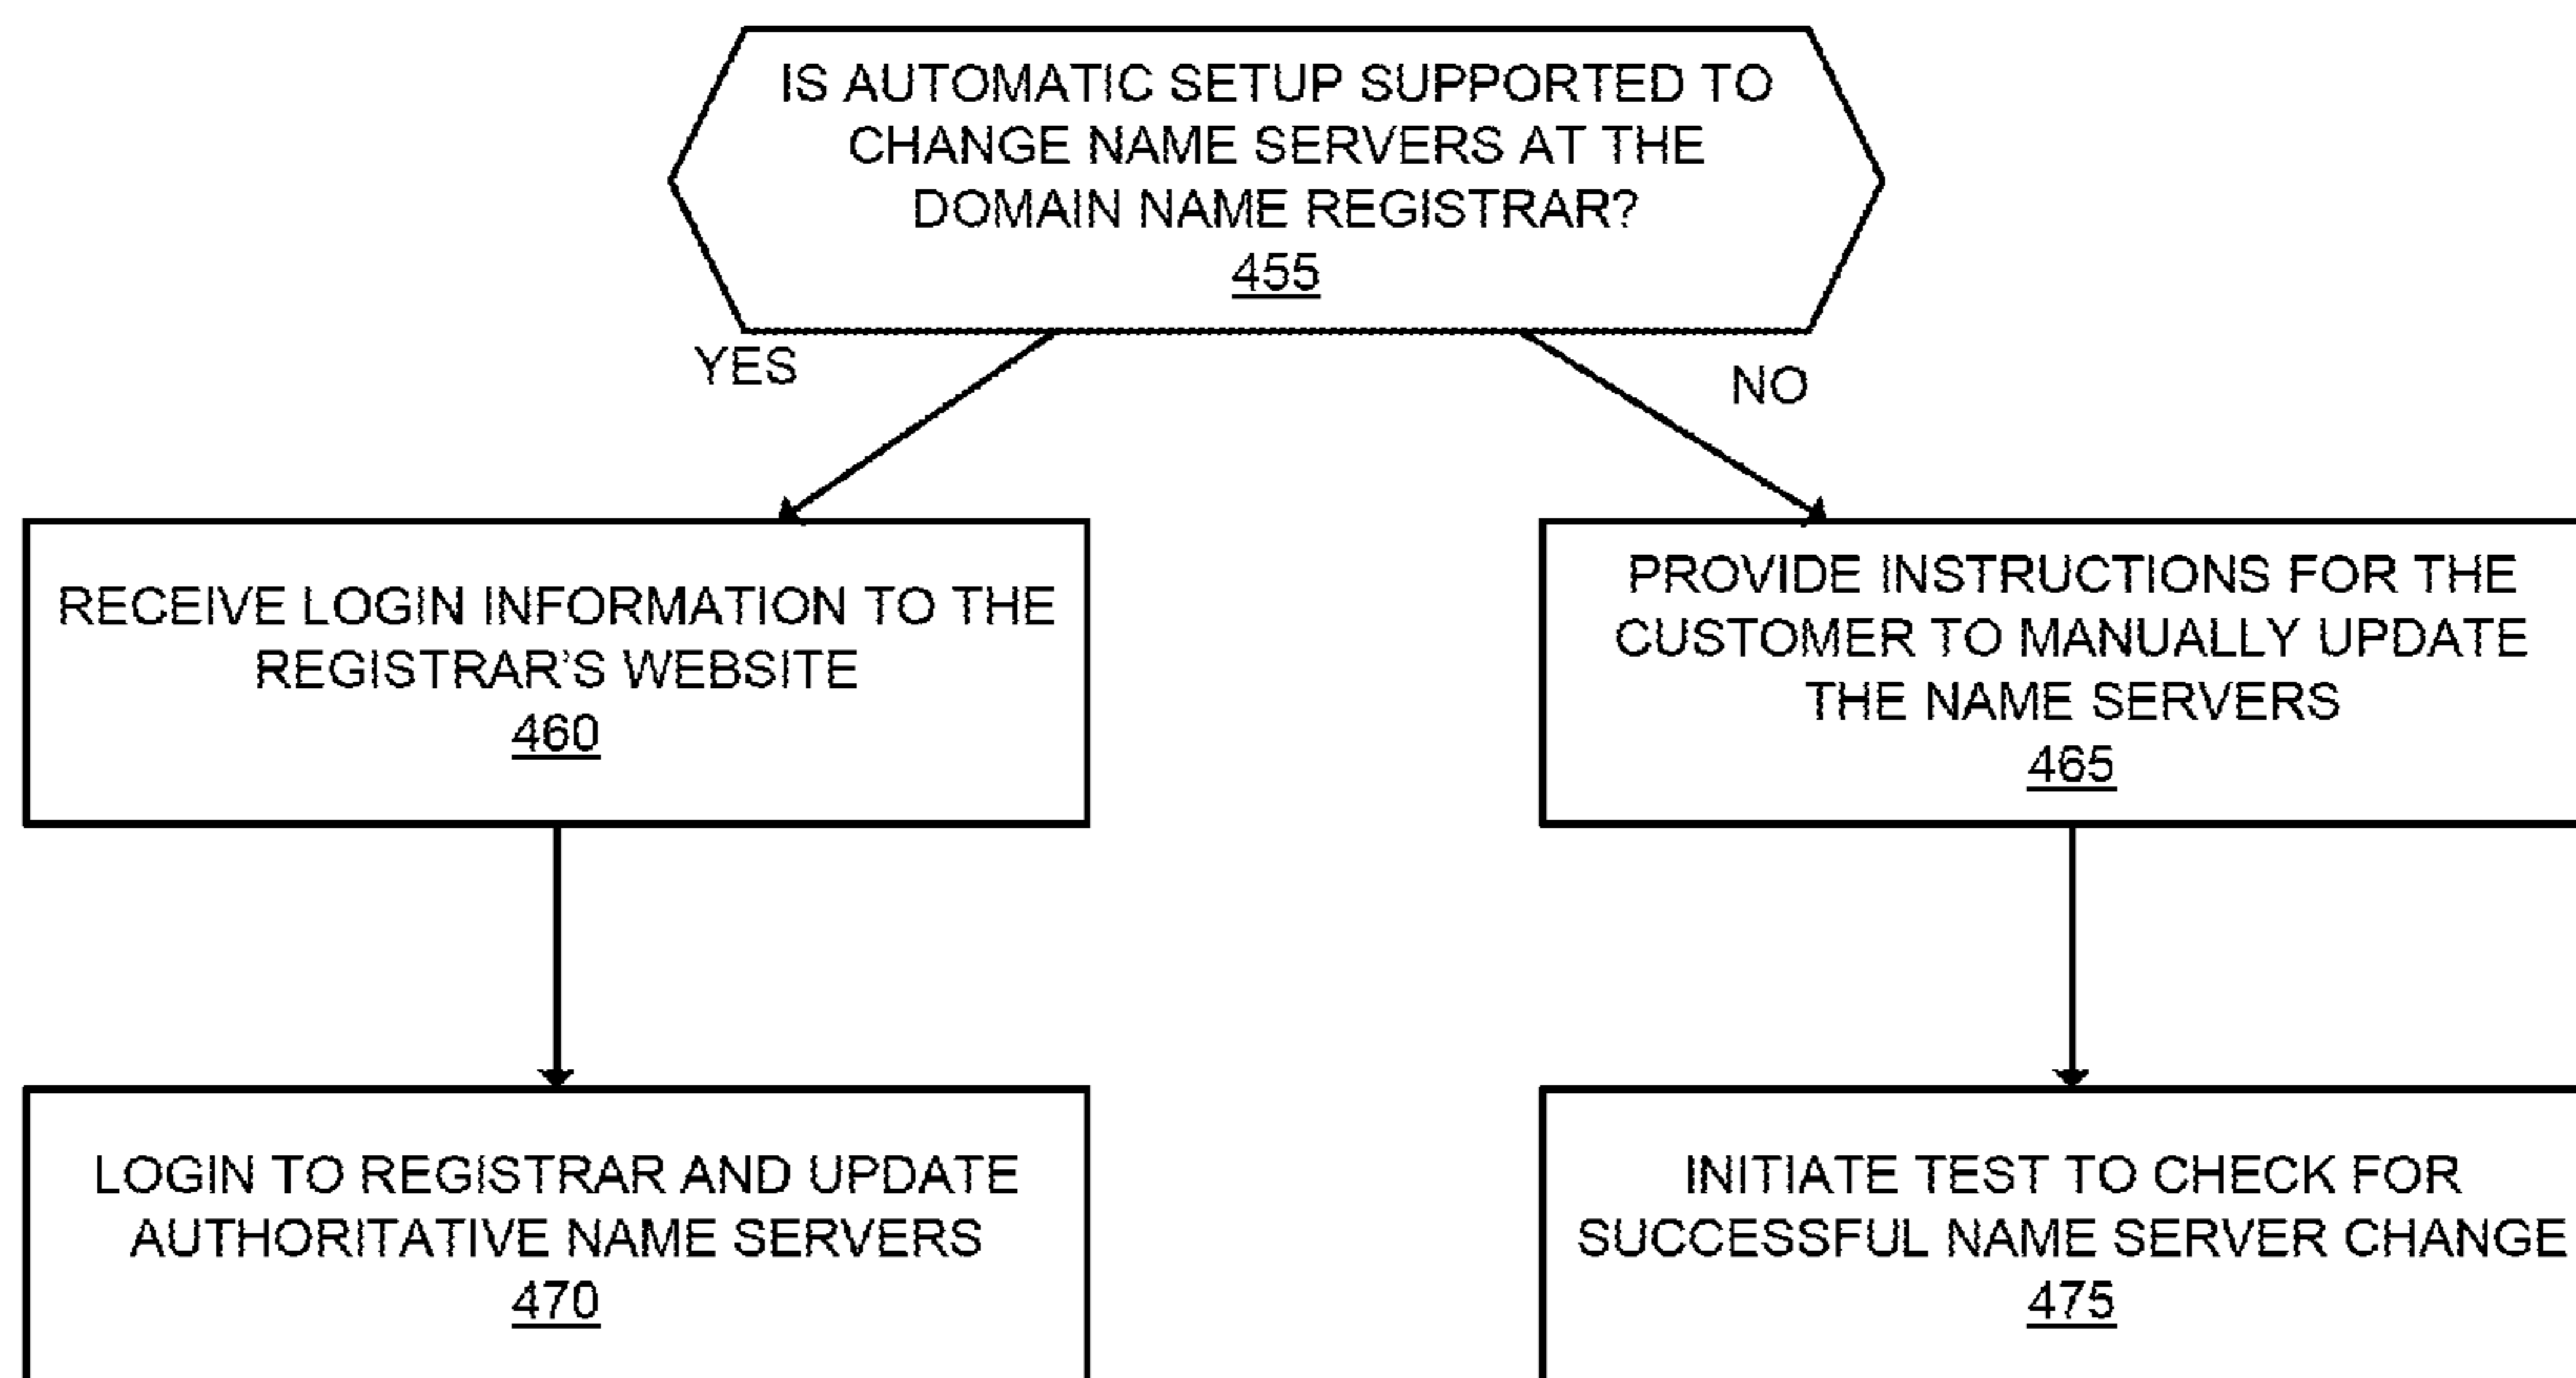 IS AUTOMATIC SETUP SUPPORTED TO
CHANGE NAME SERVERS AT THE
DOMAIN NAME REGISTRAR?
455
YES
NO
RECEIVE LOGIN INFORMATION TO THE
REGISTRAR'S WEBSITE
460
PROVIDE INSTRUCTIONS FOR THE
CUSTOMER TO MANUALLY UPDATE
THE NAME SERVERS
465
LOGIN TO REGISTRAR AND UPDATE
AUTHORITATIVE NAME SERVERS
470
INITIATE TEST TO CHECK FOR
SUCCESSFUL NAME SERVER CHANGE
475